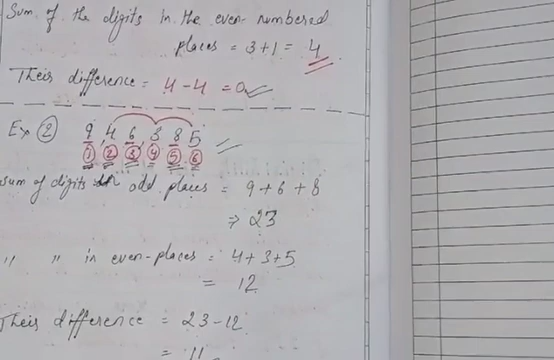 Sum of the digits in the even-numbered
places = 3+1 = 4
Their difference = 4-4 = 0
Ex ② 9,4 6,3 8 5
① ② ③ ④ ⑤ ⑥
sum of digits in odd places = 9+6+8
⇒ 23
" " in even-places = 4+3+5
= 12
Their difference = 23-12
= 11